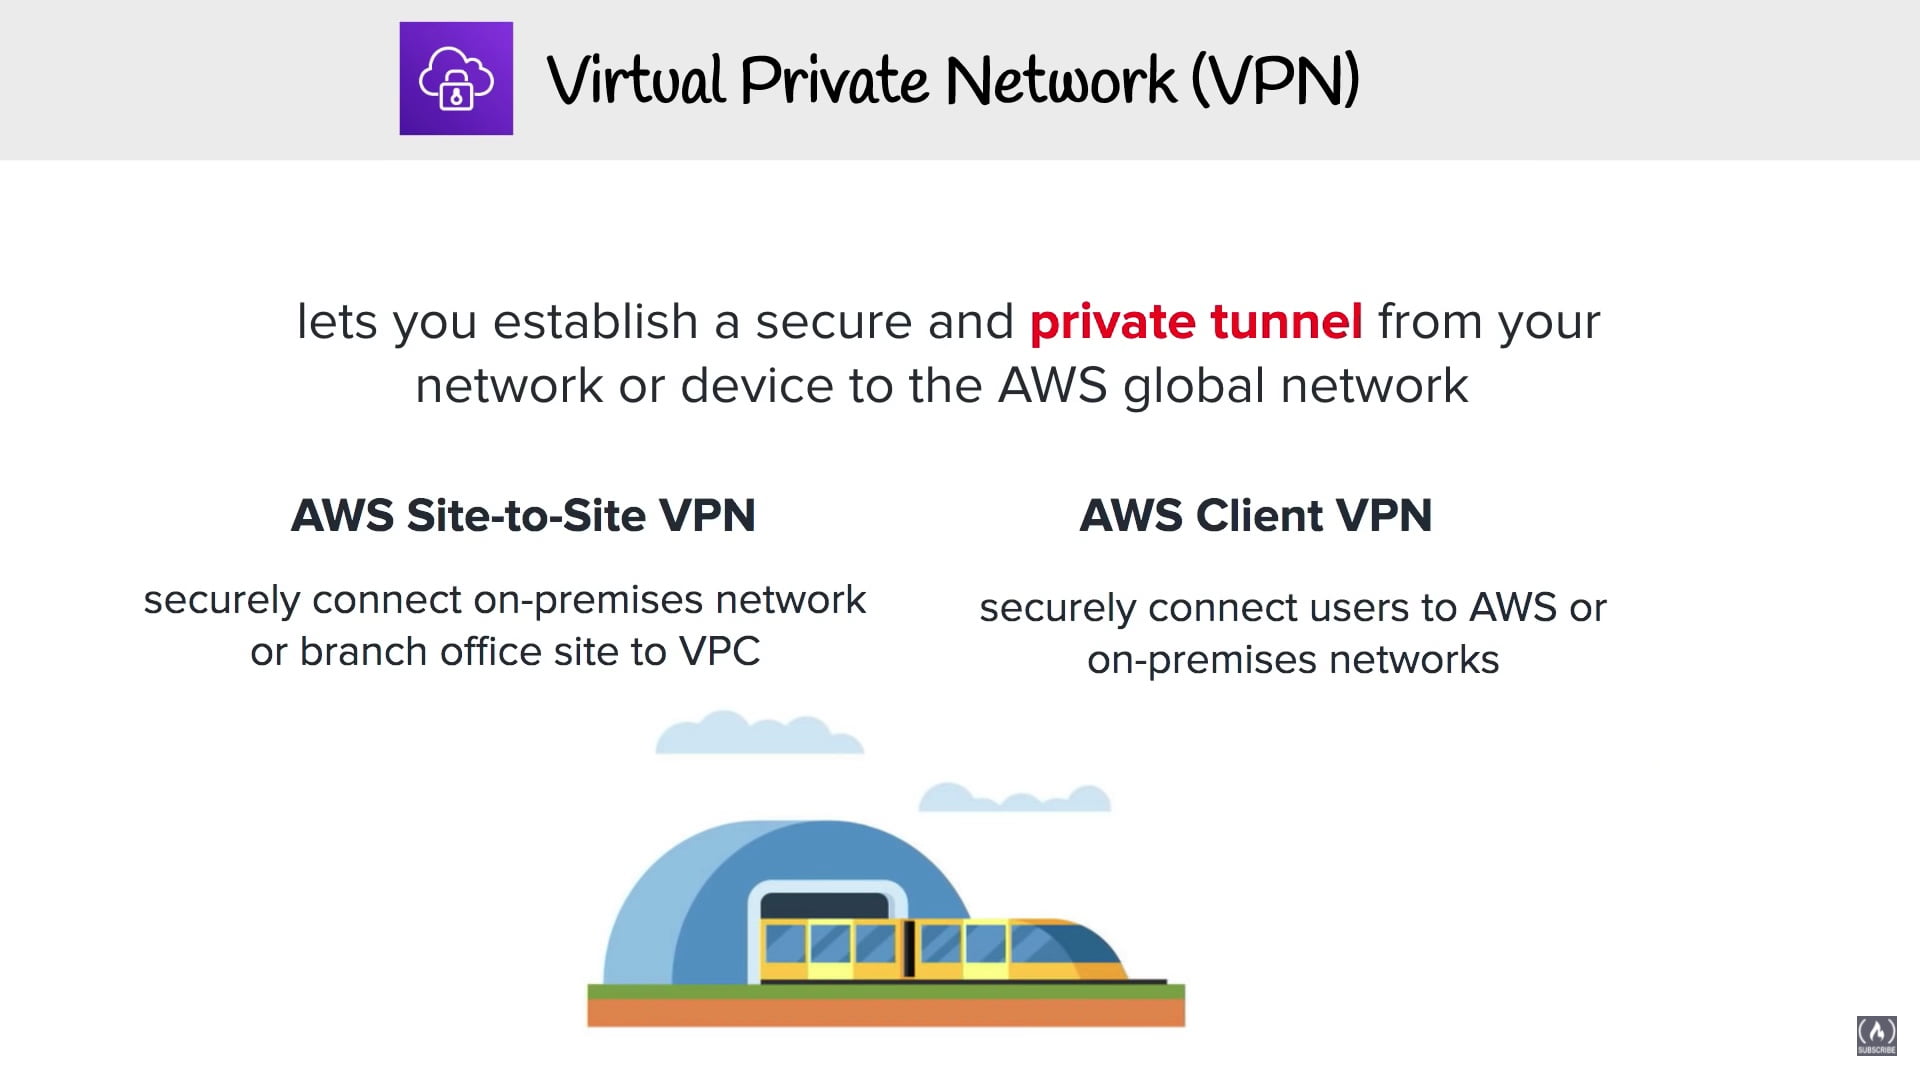 Virtual Private Network (VPN)
lets you establish a secure and private tunnel from your
network or device to the AWS global network
AWS Site-to-Site VPN
securely connect on-premises network
or branch office site to VPC
AWS Client VPN
securely connect users to AWS or
on-premises networks
SUBSCRIBE